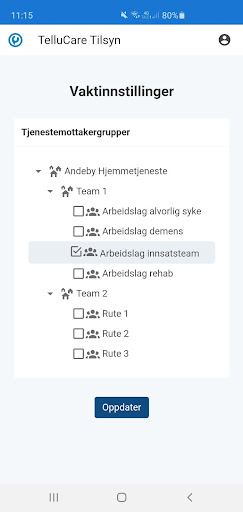 11:15
80%
TelluCare Tilsyn
Vaktinnstillinger
Tjenestemottakergrupper
Andeby Hjemmetjeneste
Team 1
Arbeidslag alvorlig syke
Arbeidslag demens
Arbeidslag innsatsteam
Arbeidslag rehab
Team 2
Rute 1
Rute 2
Rute 3
Oppdater